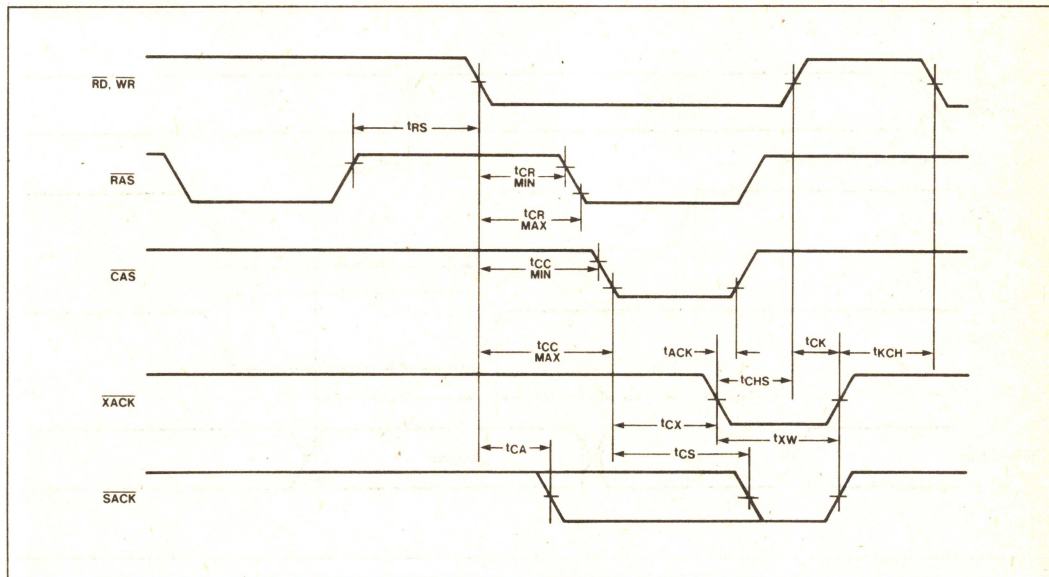 RD, WR
tRS
RAS
tCR
MIN
tCR
MAX
tCC
MIN
CAS
tCC
MAX
tACK
tCK
tKCH
tCHS
XACK
tCX
tXW
tCA
tCS
SACK